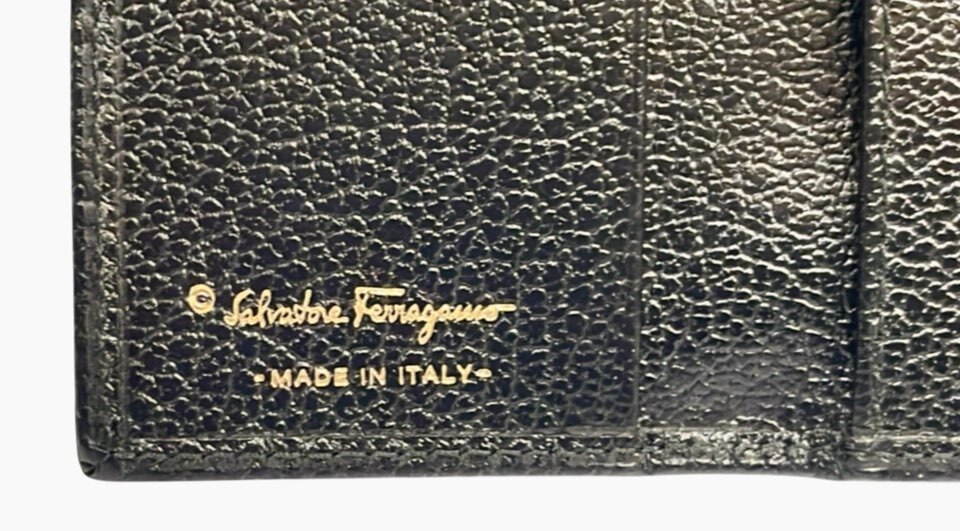 © Salvatore Ferragamo
-MADE IN ITALY-